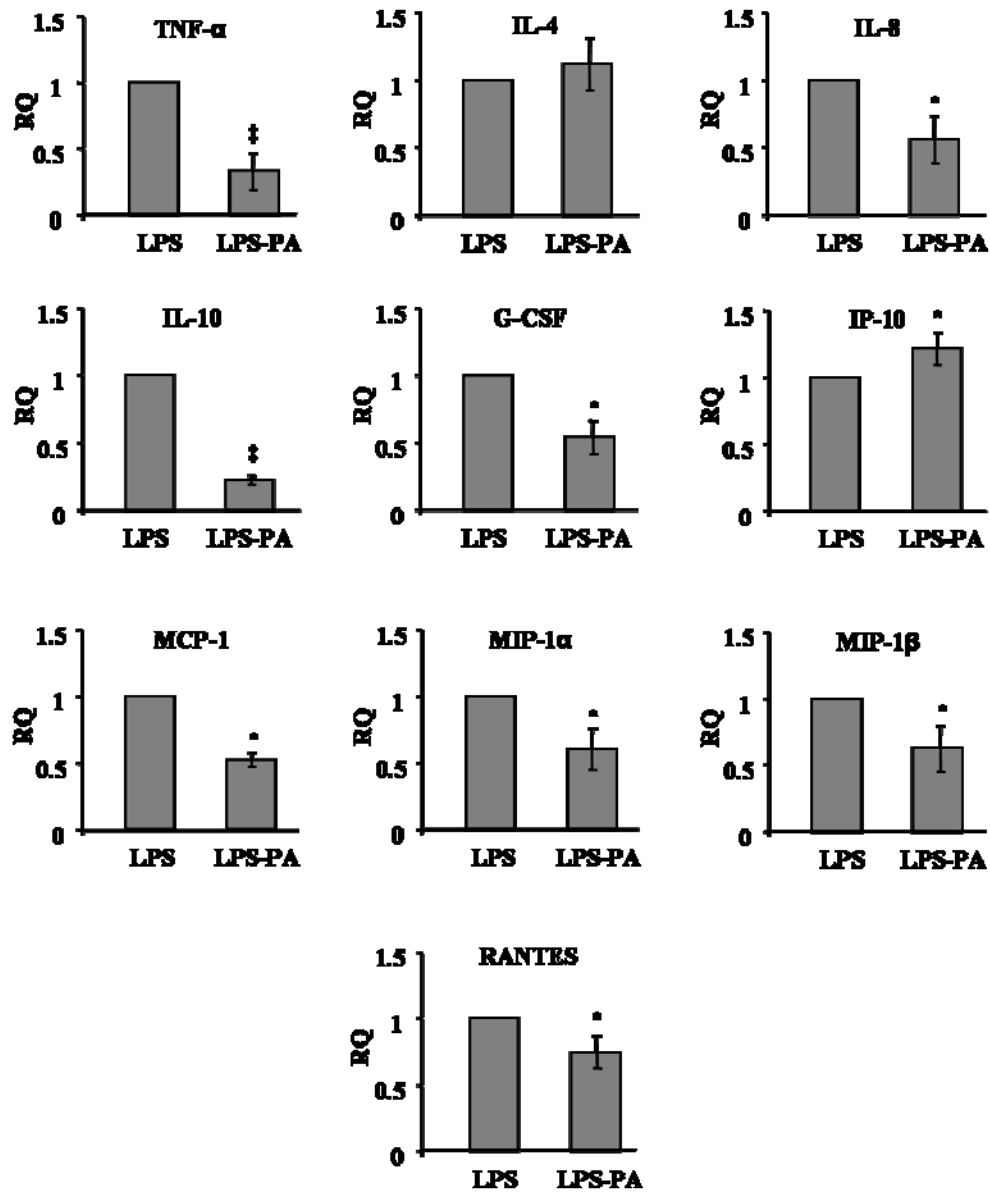 TNF-α
1.5
1
0.5
0
RQ
‡
LPS LPS-PA
IL-4
1.5
1
0.5
0
RQ
LPS LPS-PA
IL-8
1.5
1
0.5
0
RQ
*
LPS LPS-PA
IL-10
1.5
1
0.5
0
RQ
‡
LPS LPS-PA
G-CSF
1.5
1
0.5
0
RQ
*
LPS LPS-PA
IP-10
1.5
1
0.5
0
RQ
*
LPS LPS-PA
MCP-1
1.5
1
0.5
0
RQ
*
LPS LPS-PA
MIP-1α
1.5
1
0.5
0
RQ
*
LPS LPS-PA
MIP-1β
1.5
1
0.5
0
RQ
*
LPS LPS-PA
RANTES
1.5
1
0.5
0
RQ
*
LPS LPS-PA